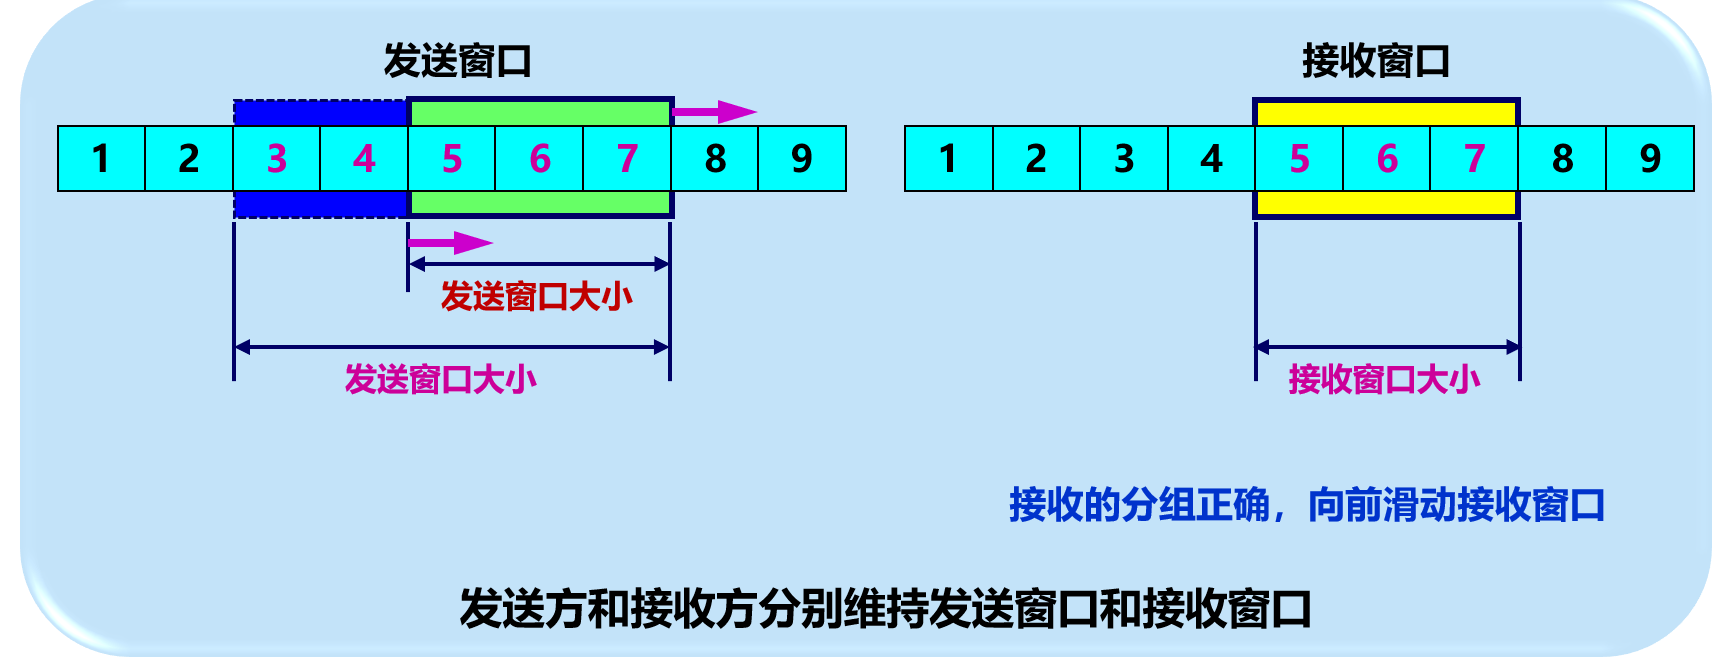 发送窗口
接收窗口
1 2 3 4 5 6 7 8 9
1 2 3 4 5 6 7 8 9
发送窗口大小
发送窗口大小
接收窗口大小
接收的分组正确，向前滑动接收窗口
发送方和接收方分别维持发送窗口和接收窗口